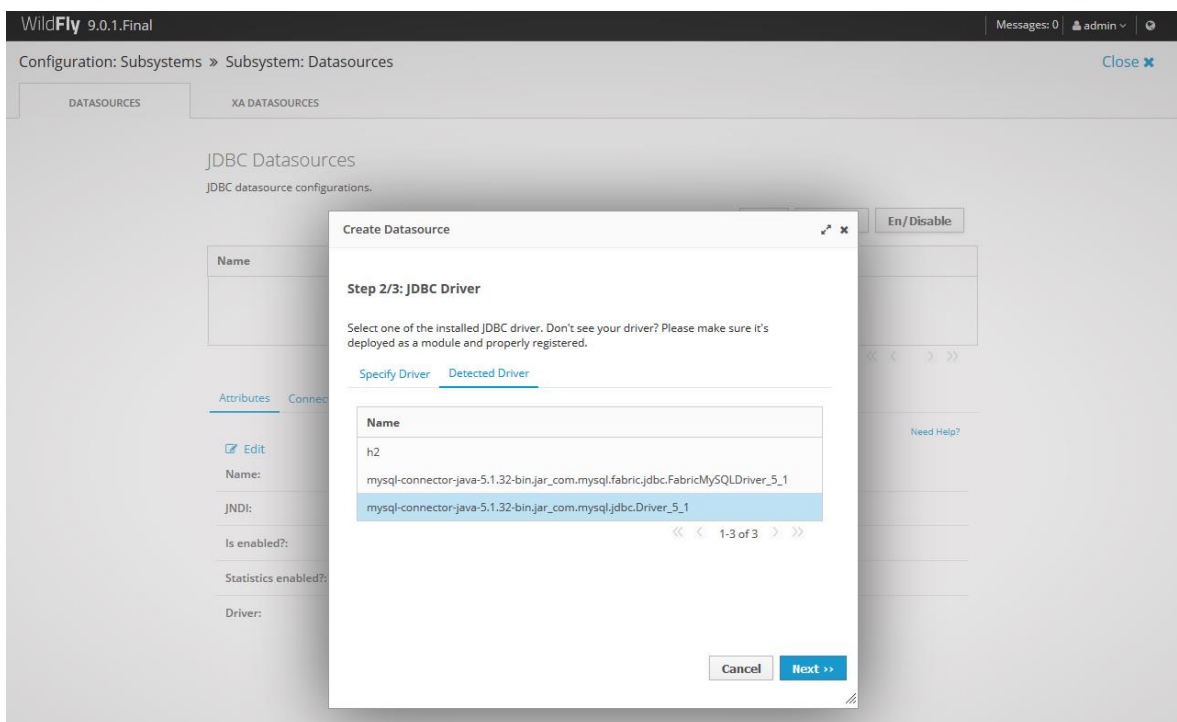 WildFly 9.0.1.Final
Messages: 0 admin
Configuration: Subsystems » Subsystem: Datasources
Close ✖
DATASOURCES XA DATASOURCES
JDBC Datasources
JDBC datasource configurations.
En/Disable
Create Datasource
Name
Step 2/3: JDBC Driver
Select one of the installed JDBC driver. Don't see your driver? Please make sure it's
deployed as a module and properly registered.
Specify Driver Detected Driver
Attributes Connec
Name
Need Help?
Edit
h2
Name:
mysql-connector-java-5.1.32-bin.jar_com.mysql.fabric.jdbc.FabricMySQLDriver_5_1
JNDI:
mysql-connector-java-5.1.32-bin.jar_com.mysql.jdbc.Driver_5_1
1-3 of 3
Is enabled?:
Statistics enabled?:
Driver:
Cancel Next ››